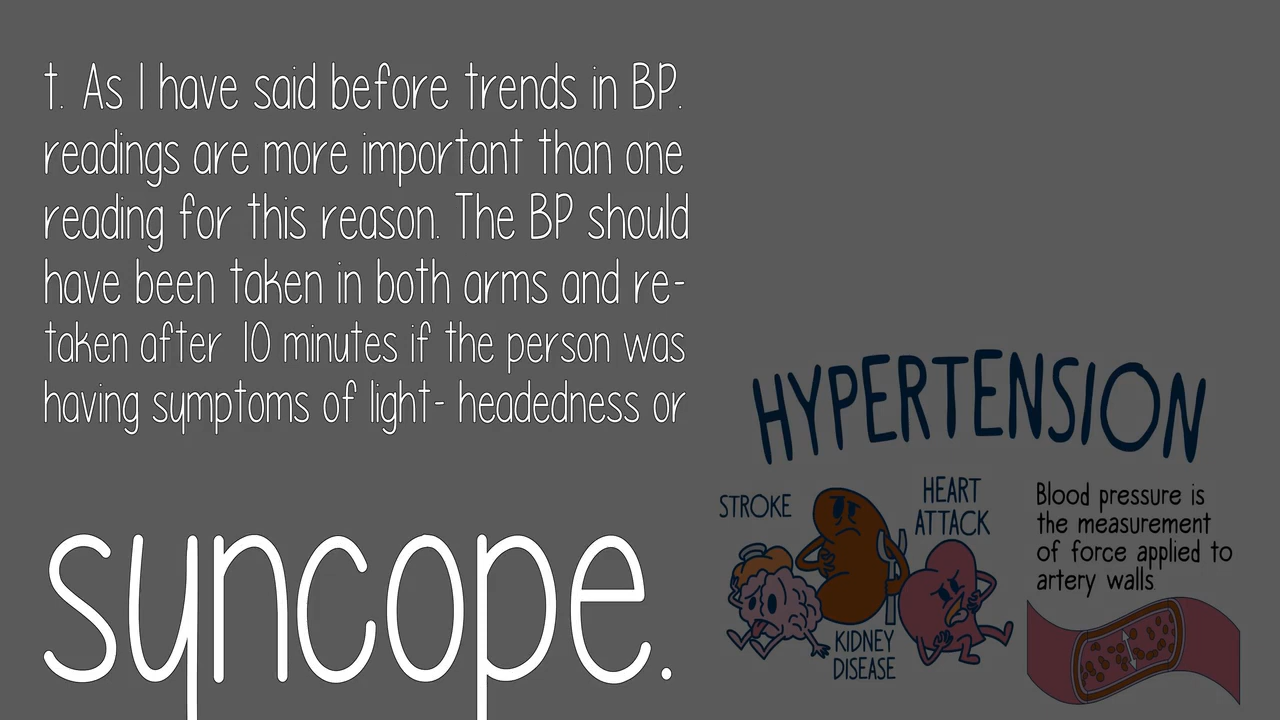 t. As I have said before trends in BP.
readings are more important than one
reading for this reason. The BP should
have been taken in both arms and re-
taken after 10 minutes if the person was
having symptoms of light- headedness or
syncope.
HYPERTENSION
STROKE
HEART
ATTACK
KIDNEY
DISEASE
Blood pressure is
the measurement
of force applied to
artery walls